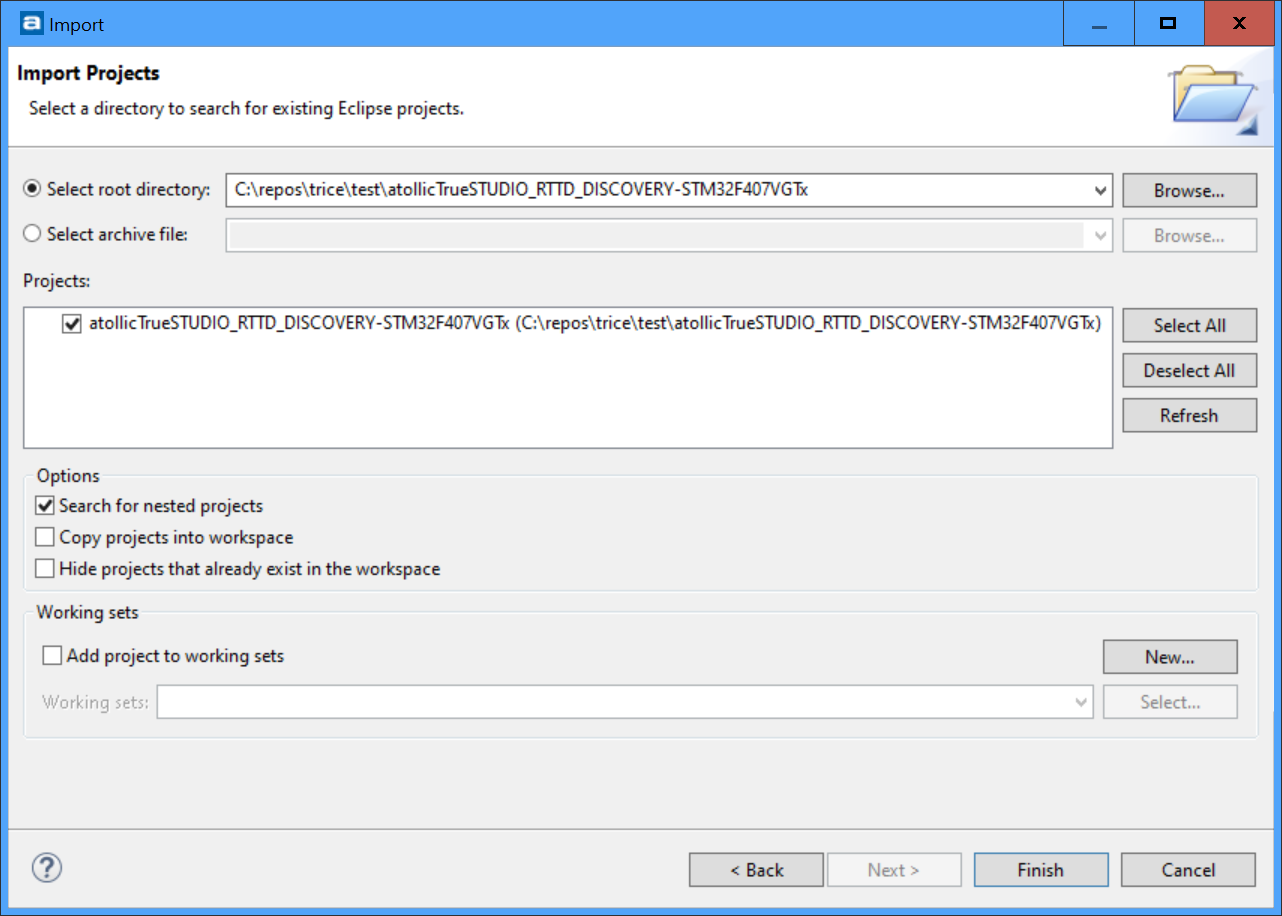 a Import
Import Projects
Select a directory to search for existing Eclipse projects.
Select root directory: C:\repos\trice\test\atollicTrueSTUDIO_RTTD_DISCOVERY-STM32F407VGTx Browse...
Select archive file: Browse...
Projects:
atollicTrueSTUDIO_RTTD_DISCOVERY-STM32F407VGTx (C:\repos\trice\test\atollicTrueSTUDIO_RTTD_DISCOVERY-STM32F407VGTx) Select All
Deselect All
Refresh
Options
Search for nested projects
Copy projects into workspace
Hide projects that already exist in the workspace
Working sets
Add project to working sets New...
Working sets: Select...
? < Back Next > Finish Cancel